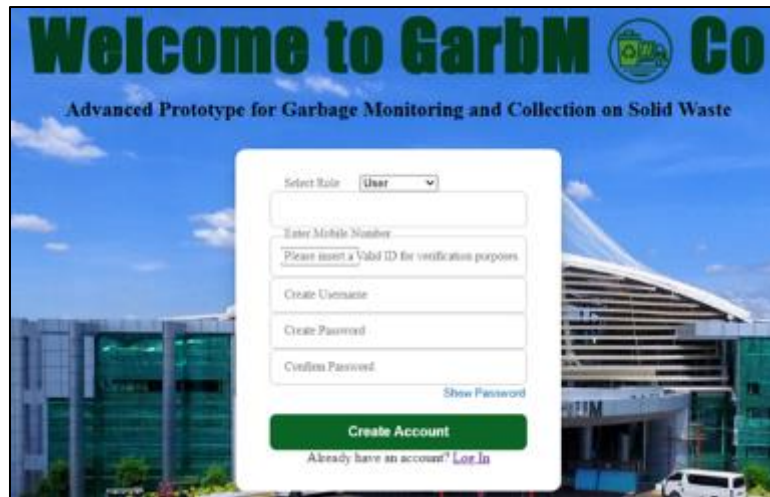 Welcome to GarbM Co
Advanced Prototype for Garbage Monitoring and Collection on Solid Waste
Select Role User
Enter Mobile Number
Please insert a Valid ID for verification purposes
Create Username
Create Password
Confirm Password
Show Password
Create Account
Already have an account? Log In